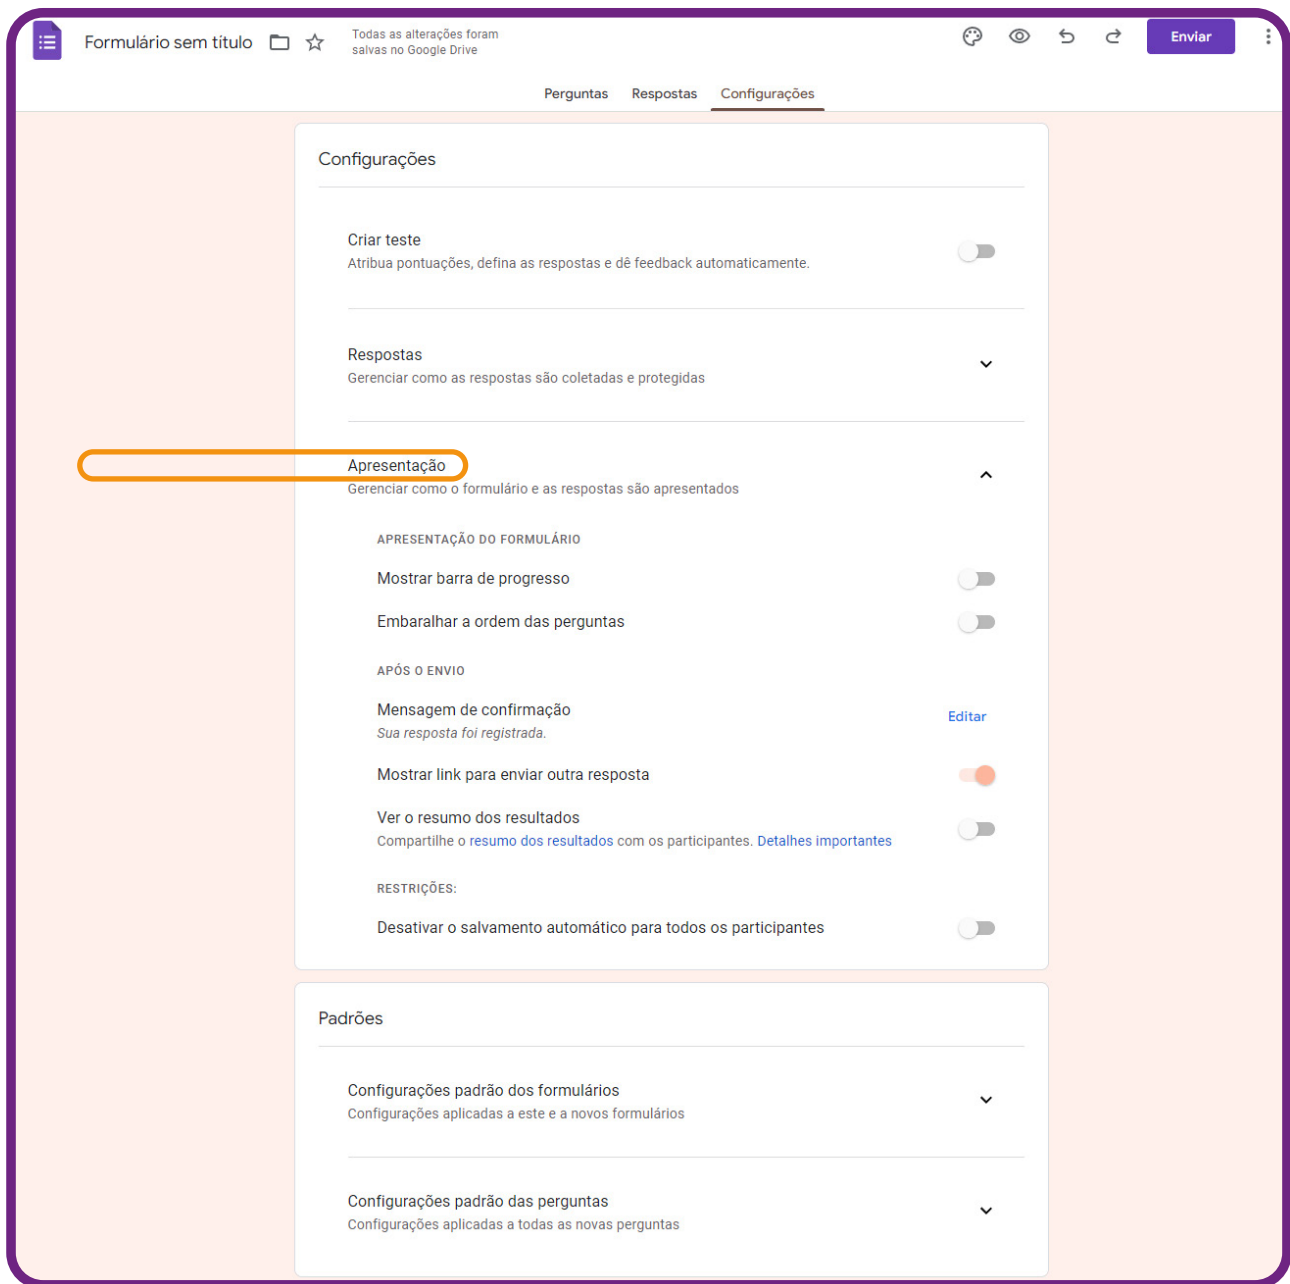 Formulário sem título
Todas as alterações foram
salvas no Google Drive
Enviar
Perguntas Respostas Configurações
Configurações
Criar teste
Atribua pontuações, defina as respostas e dê feedback automaticamente.
Respostas
Gerenciar como as respostas são coletadas e protegidas
Apresentação
Gerenciar como o formulário e as respostas são apresentados
APRESENTAÇÃO DO FORMULÁRIO
Mostrar barra de progresso
Embaralhar a ordem das perguntas
APÓS O ENVIO
Mensagem de confirmação
Editar
Sua resposta foi registrada.
Mostrar link para enviar outra resposta
Ver o resumo dos resultados
Compartilhe o resumo dos resultados com os participantes. Detalhes importantes
RESTRIÇÕES:
Desativar o salvamento automático para todos os participantes
Padrões
Configurações padrão dos formulários
Configurações aplicadas a este e a novos formulários
Configurações padrão das perguntas
Configurações aplicadas a todas as novas perguntas